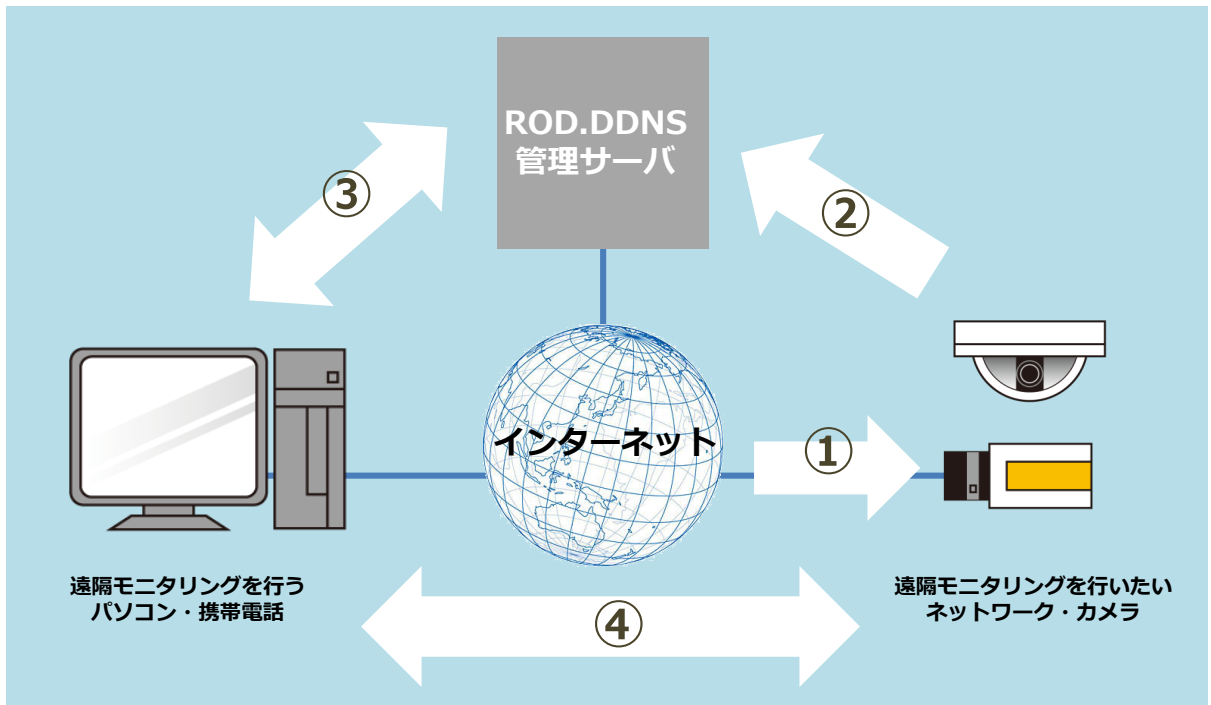 ROD.DDNS
管理サーバ
③
②
インターネット
①
遠隔モニタリングを行う
パソコン・携帯電話
遠隔モニタリングを行いたい
ネットワーク・カメラ
④